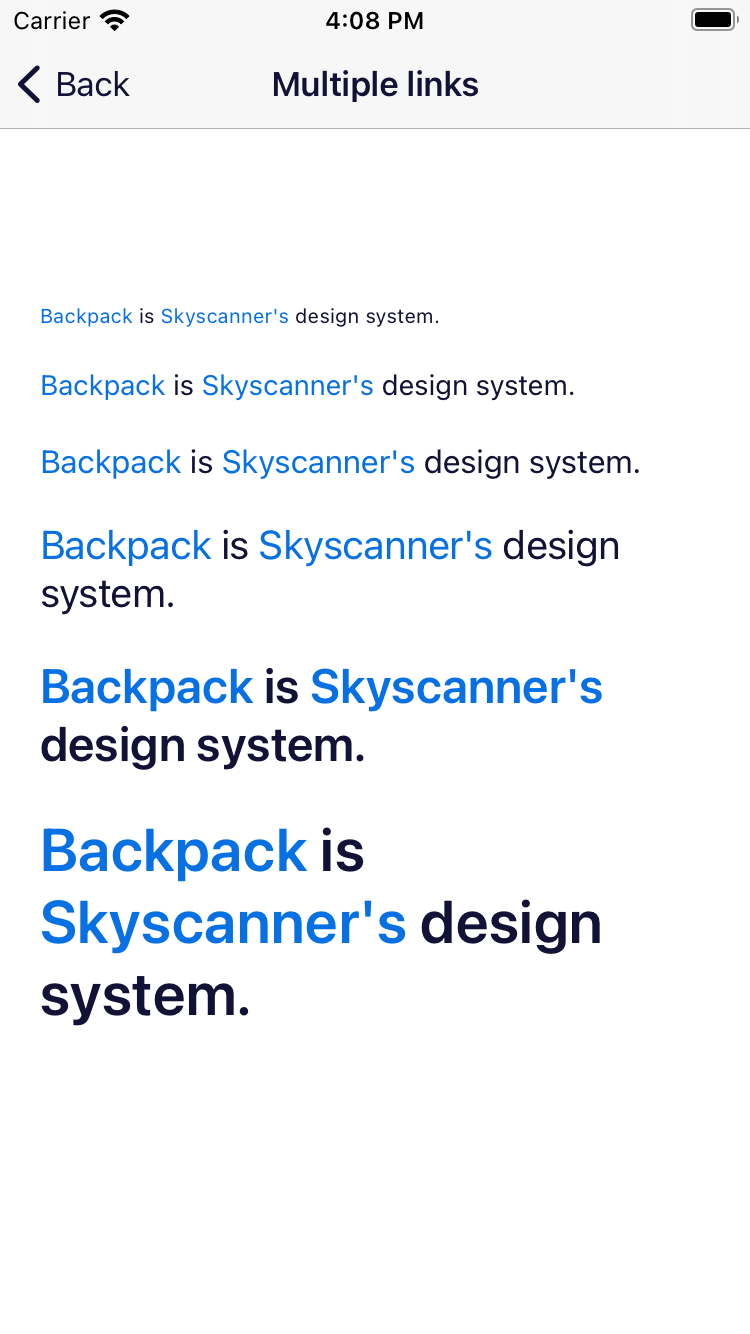 Carrier 4:08 PM
Back Multiple links
Backpack is Skyscanner's design system.
Backpack is Skyscanner's design system.
Backpack is Skyscanner's design system.
Backpack is Skyscanner's design
system.
Backpack is Skyscanner's
design system.
Backpack is
Skyscanner's design
system.